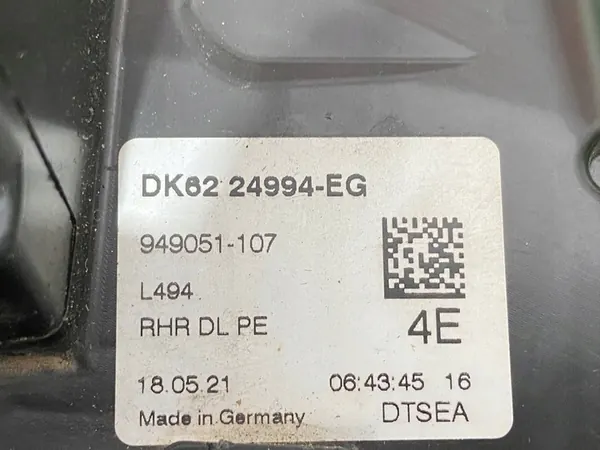 DK62 24994-EG
949051-107
L494
RHR DL PE
4E
18.05.21 06:43:45 16
Made in Germany DTSEA